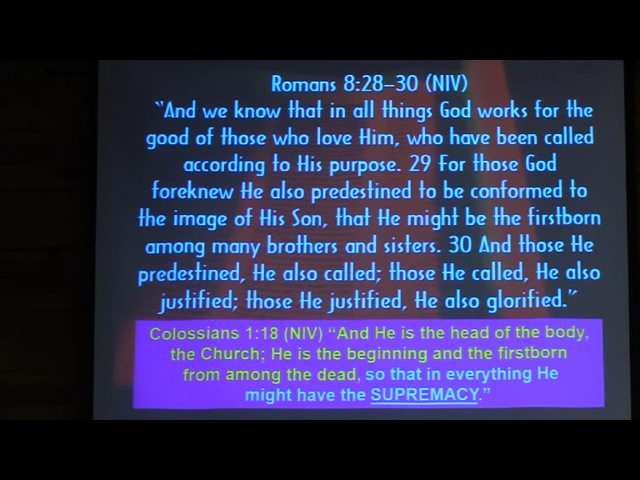 Romans 8:28-30 (NIV)
"And we know that in all things God works for the
good of those who love Him, who have been called
according to His purpose. 29 For those God
foreknew He also predestined to be conformed to
the image of His Son, that He might be the firstborn
among many brothers and sisters. 30 And those He
predestined, He also called; those He called, He also
justified; those He justified, He also glorified."
Colossians 1:18 (NIV) "And He is the head of the body,
the Church; He is the beginning and the firstborn
from among the dead, so that in everything He
might have the SUPREMACY."